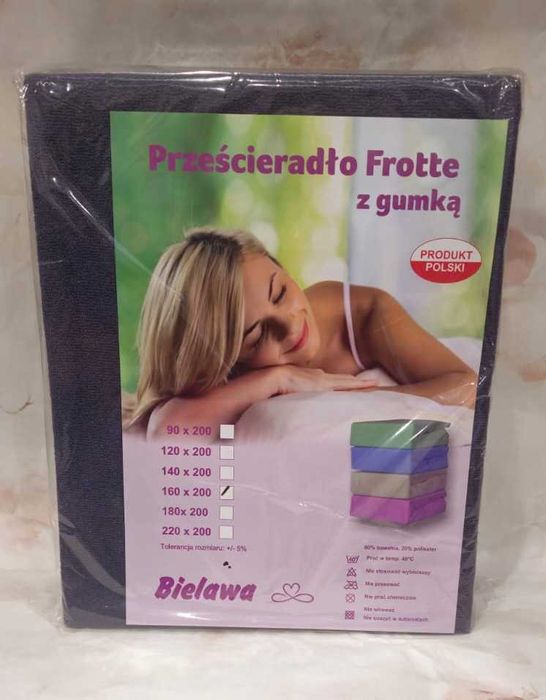 Prześcieradło Frotte
z gumką
PRODUKT
POLSKI
90 x 200
120 x 200
140 x 200
160 x 200
180x 200
220 x 200
Tolerancja rozmiaru: +/- 5%
Bielawa
80% bawełna, 20% poliester
Prać w temp. 40°C
Nie stosować wybielaczy
Nie prasować
Nie prać chemicznie
Nie wirować
Nie suszyć w automatach